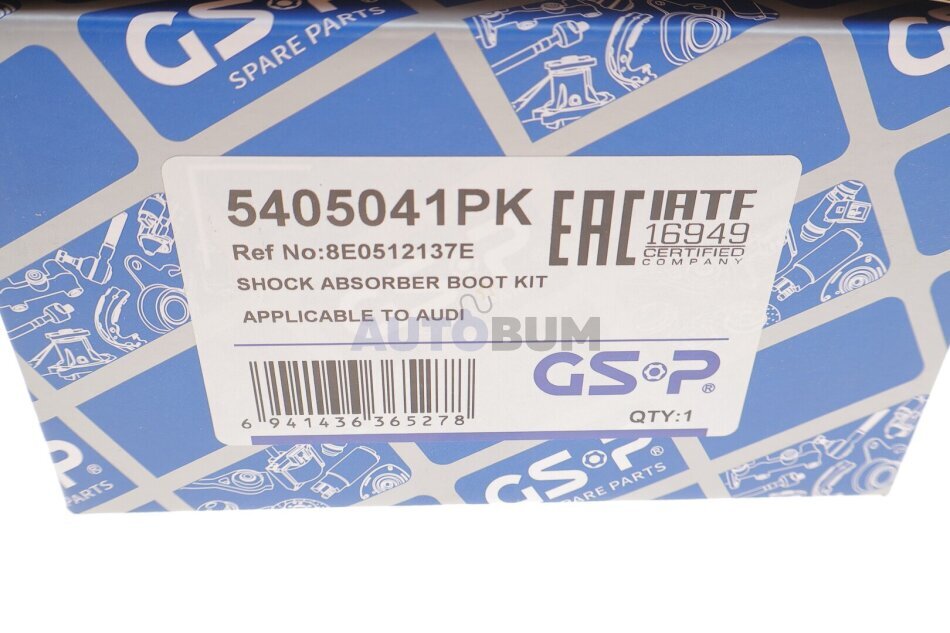 GSP
SPARE PARTS
5405041PK
EAC
IATF
16949
CERTIFIED
COMPANY
Ref No:8E0512137E
SHOCK ABSORBER BOOT KIT
APPLICABLE TO AUDI
AUTOBUM
GSP®
6 941436 365278
QTY:1
P®
PARTS
GSP®
SPARE PARTS